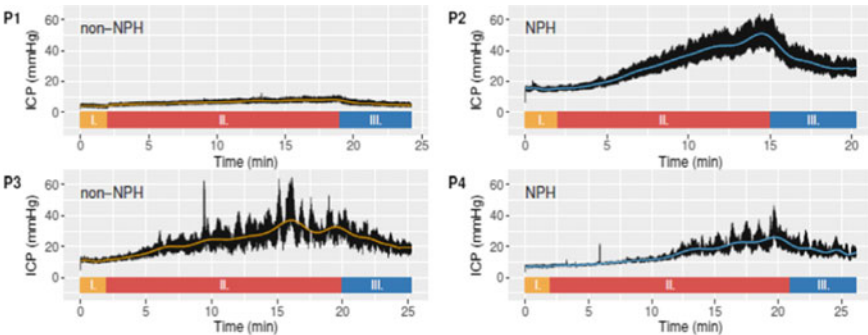 P1
non–NPH
ICP (mmHg)
60
40
20
0
I. II. III.
0 5 10 15 20 25
Time (min)
P2
NPH
ICP (mmHg)
60
40
20
0
I. II. III.
0 5 10 15 20
Time (min)
P3
non–NPH
ICP (mmHg)
60
40
20
0
I. II. III.
0 5 10 15 20 25
Time (min)
P4
NPH
ICP (mmHg)
60
40
20
0
I. II. III.
0 5 10 15 20 25
Time (min)